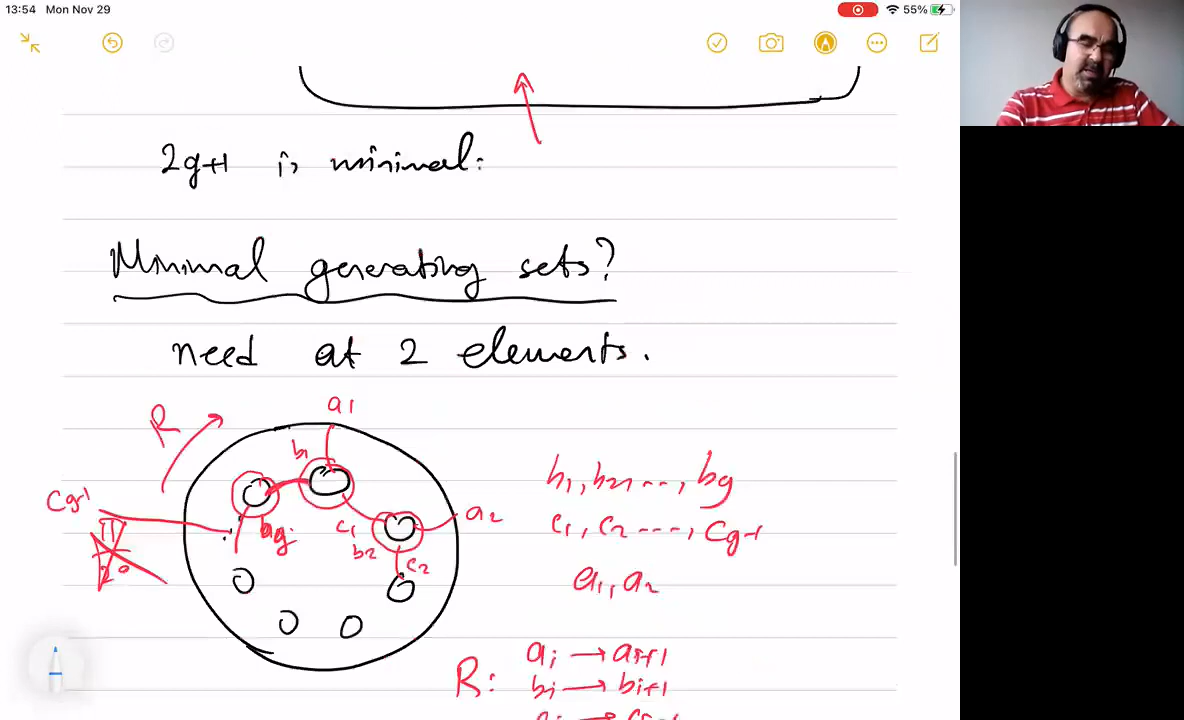 13:54 Mon Nov 29
55%
2g+1 is minimal:
Minimal generating sets?
need at 2 elements.
R
a1
b1
Cg-1
bg
c1
b2
a2
c2
b1, b2, ..., bg
c1, c2 ..., cg-1
a1, a2
R: ai → ai+1
bi → bi+1